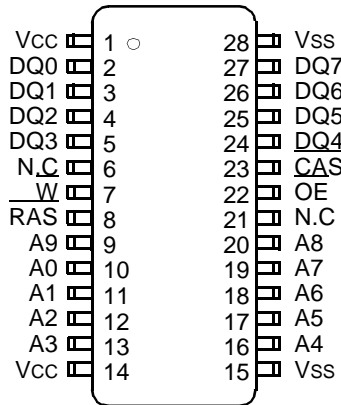 Vcc 1 28 Vss
DQ0 2 27 DQ7
DQ1 3 26 DQ6
DQ2 4 25 DQ5
DQ3 5 24 DQ4
N.C 6 23 CAS
W 7 22 OE
RAS 8 21 N.C
A9 9 20 A8
A0 10 19 A7
A1 11 18 A6
A2 12 17 A5
A3 13 16 A4
Vcc 14 15 Vss